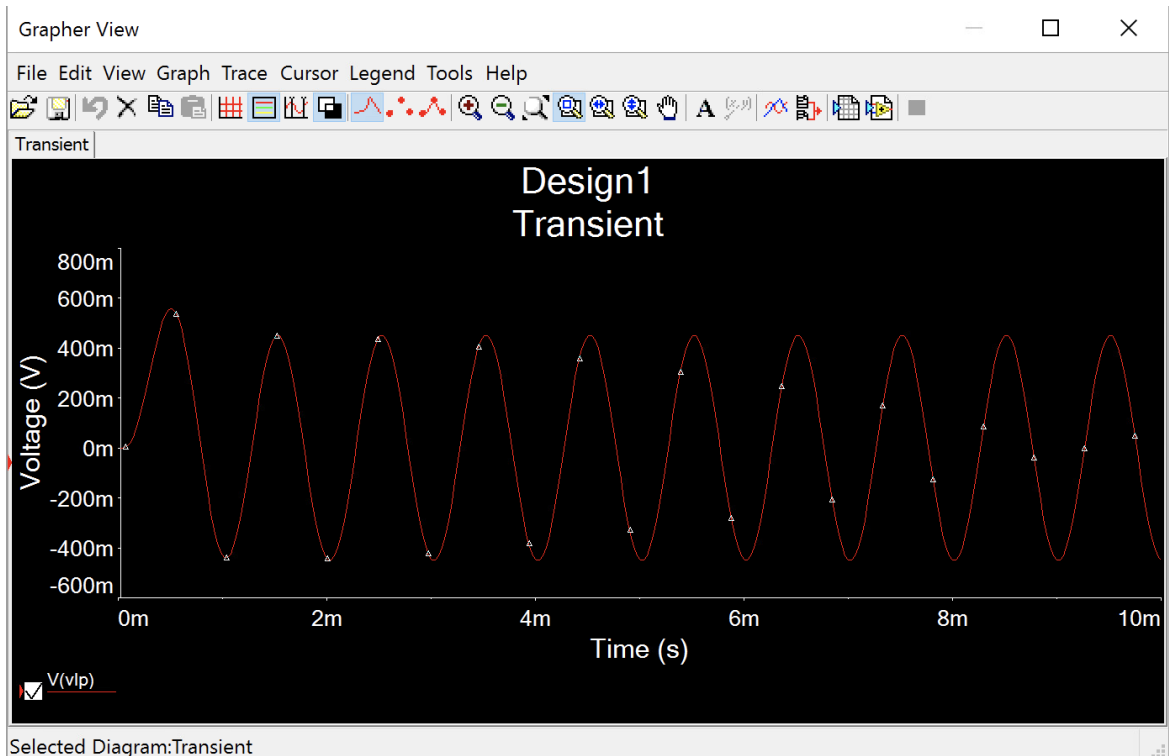 Grapher View
File Edit View Graph Trace Cursor Legend Tools Help
A (x,y)
Transient
Design1
Transient
800m
600m
400m
200m
0m
-200m
-400m
-600m
Voltage (V)
0m 2m 4m 6m 8m 10m
Time (s)
V(vlp)
Selected Diagram:Transient